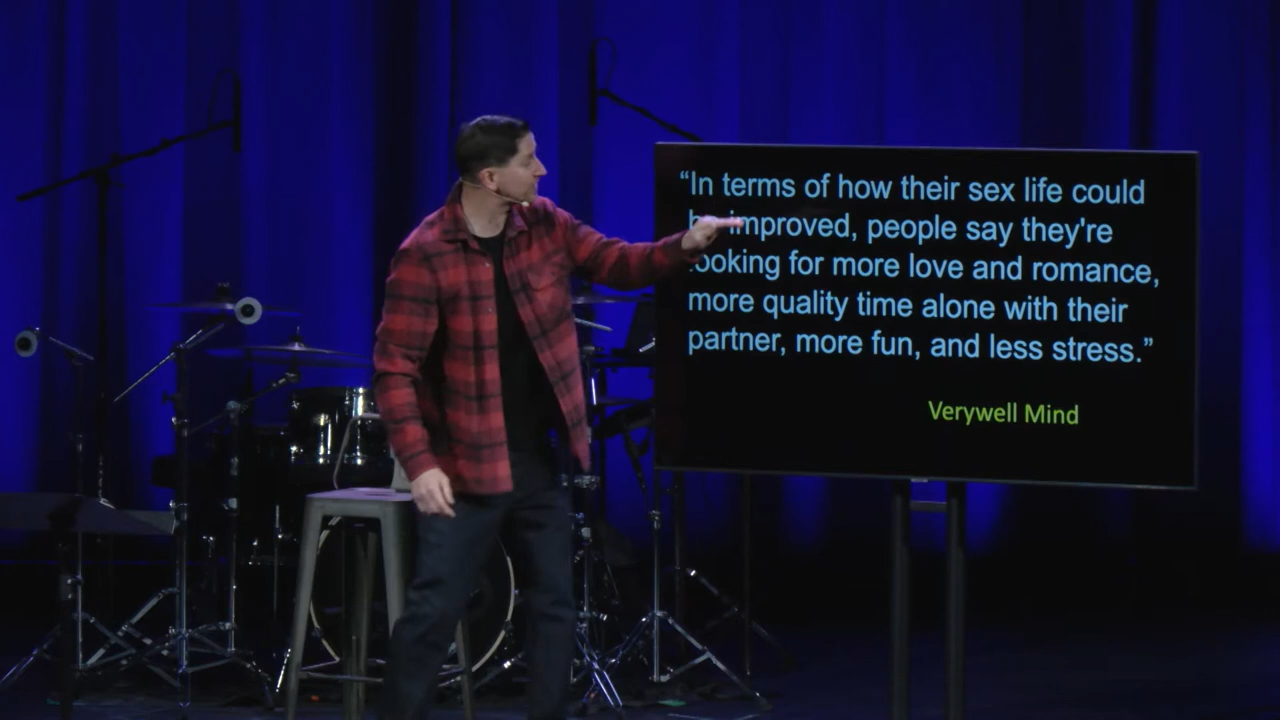 “In terms of how their sex life could
improved, people say they're
looking for more love and romance,
more quality time alone with their
partner, more fun, and less stress.”
Verywell Mind